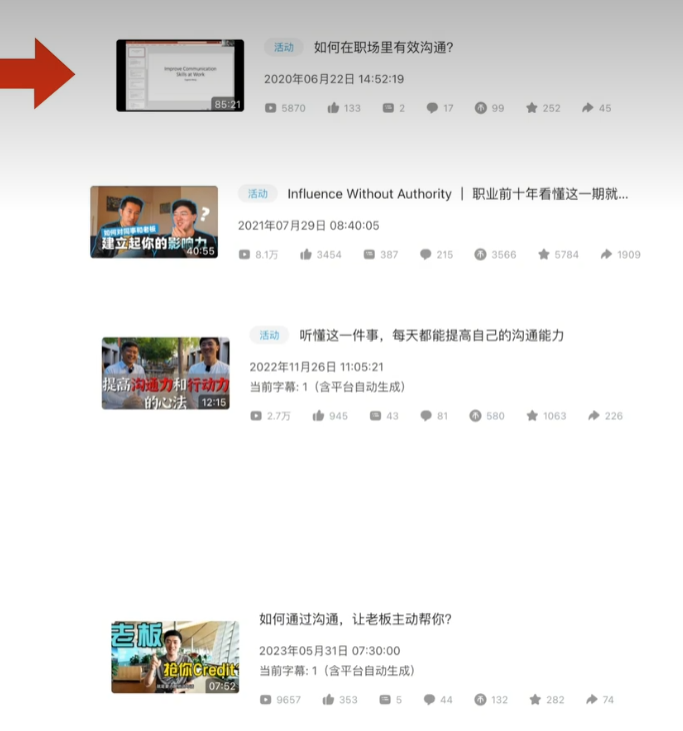 活动 如何在职场里有效沟通?
Improve Communication
Skills at Work
85:21
2020年06月22日 14:52:19
5870 133 2 17 99 252 45
活动 Influence Without Authority ｜ 职业前十年看懂这一期就...
如何对同事和老板
建立起你的影响力
?
40:55
2021年07月29日 08:40:05
8.1万 3454 387 215 3566 5784 1909
活动 听懂这一件事，每天都能提高自己的沟通能力
提高沟通力和行动力
的心法
12:15
2022年11月26日 11:05:21
当前字幕: 1（含平台自动生成）
2.7万 945 43 81 580 1063 226
如何通过沟通，让老板主动帮你?
老板
抢你Credit
07:52
2023年05月31日 07:30:00
当前字幕: 1（含平台自动生成）
9657 353 5 44 132 282 74